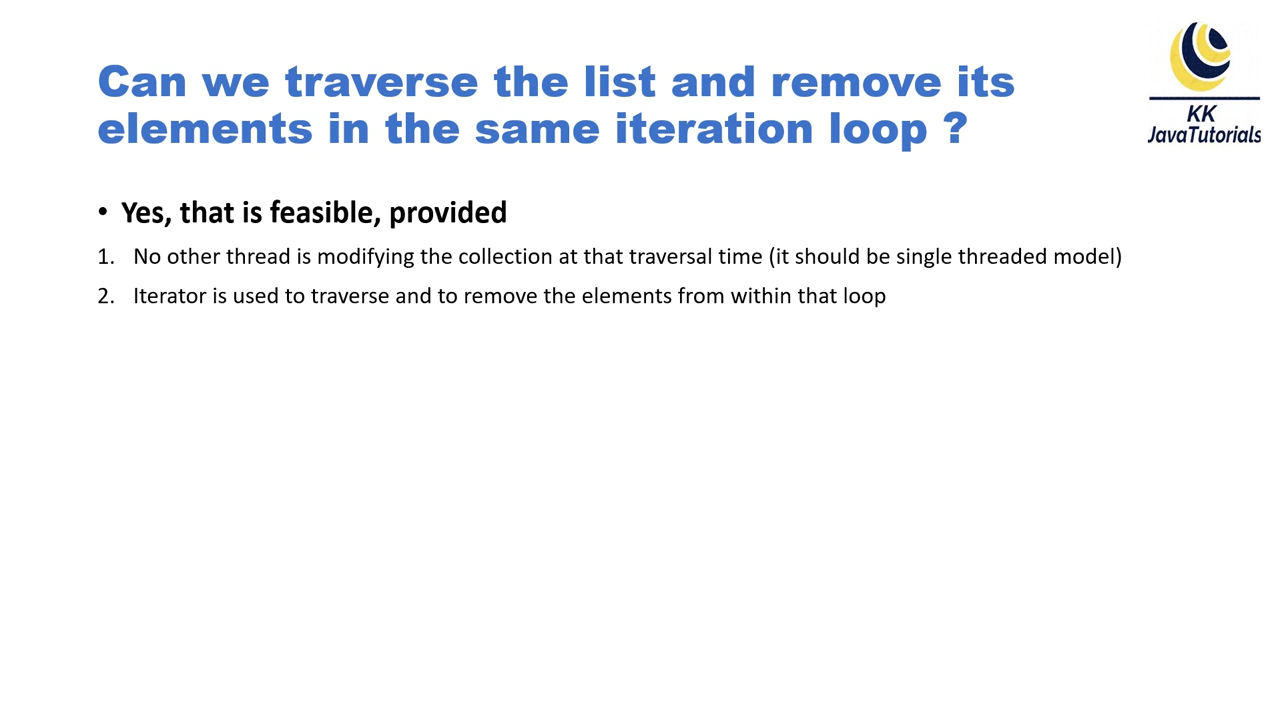 Can we traverse the list and remove its
elements in the same iteration loop ?
KK
JavaTutorials
• Yes, that is feasible, provided
1. No other thread is modifying the collection at that traversal time (it should be single threaded model)
2. Iterator is used to traverse and to remove the elements from within that loop